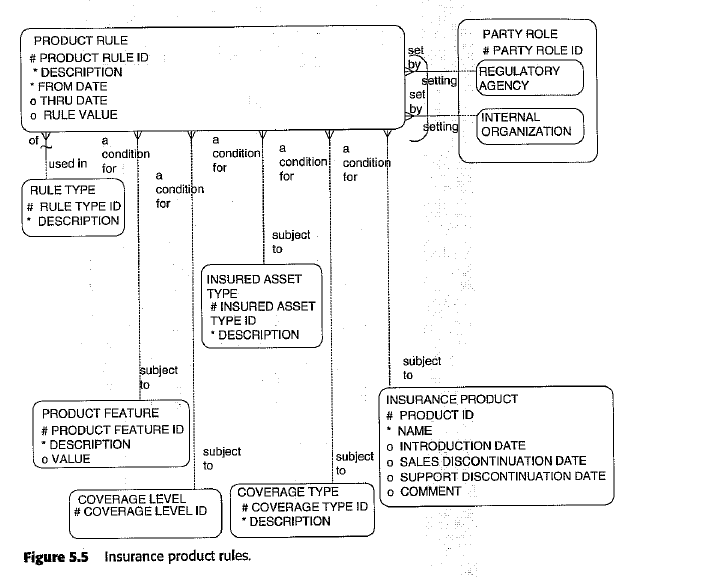 PRODUCT RULE
# PRODUCT RULE ID
* DESCRIPTION
* FROM DATE
o THRU DATE
o RULE VALUE
set
by
setting
set
by
setting
PARTY ROLE
# PARTY ROLE ID
REGULATORY
AGENCY
INTERNAL
ORGANIZATION
of
used in
a
condition
for
a
condition
for
a
condition
for
a
condition
for
a
condition
for
RULE TYPE
# RULE TYPE ID
* DESCRIPTION
subject
to
INSURED ASSET
TYPE
# INSURED ASSET
TYPE ID
* DESCRIPTION
subject
to
PRODUCT FEATURE
# PRODUCT FEATURE ID
* DESCRIPTION
o VALUE
subject
to
INSURANCE PRODUCT
# PRODUCT ID
* NAME
o INTRODUCTION DATE
o SALES DISCONTINUATION DATE
o SUPPORT DISCONTINUATION DATE
o COMMENT
subject
to
COVERAGE LEVEL
# COVERAGE LEVEL ID
subject
to
COVERAGE TYPE
# COVERAGE TYPE ID
* DESCRIPTION
Figure 5.5 Insurance product rules.